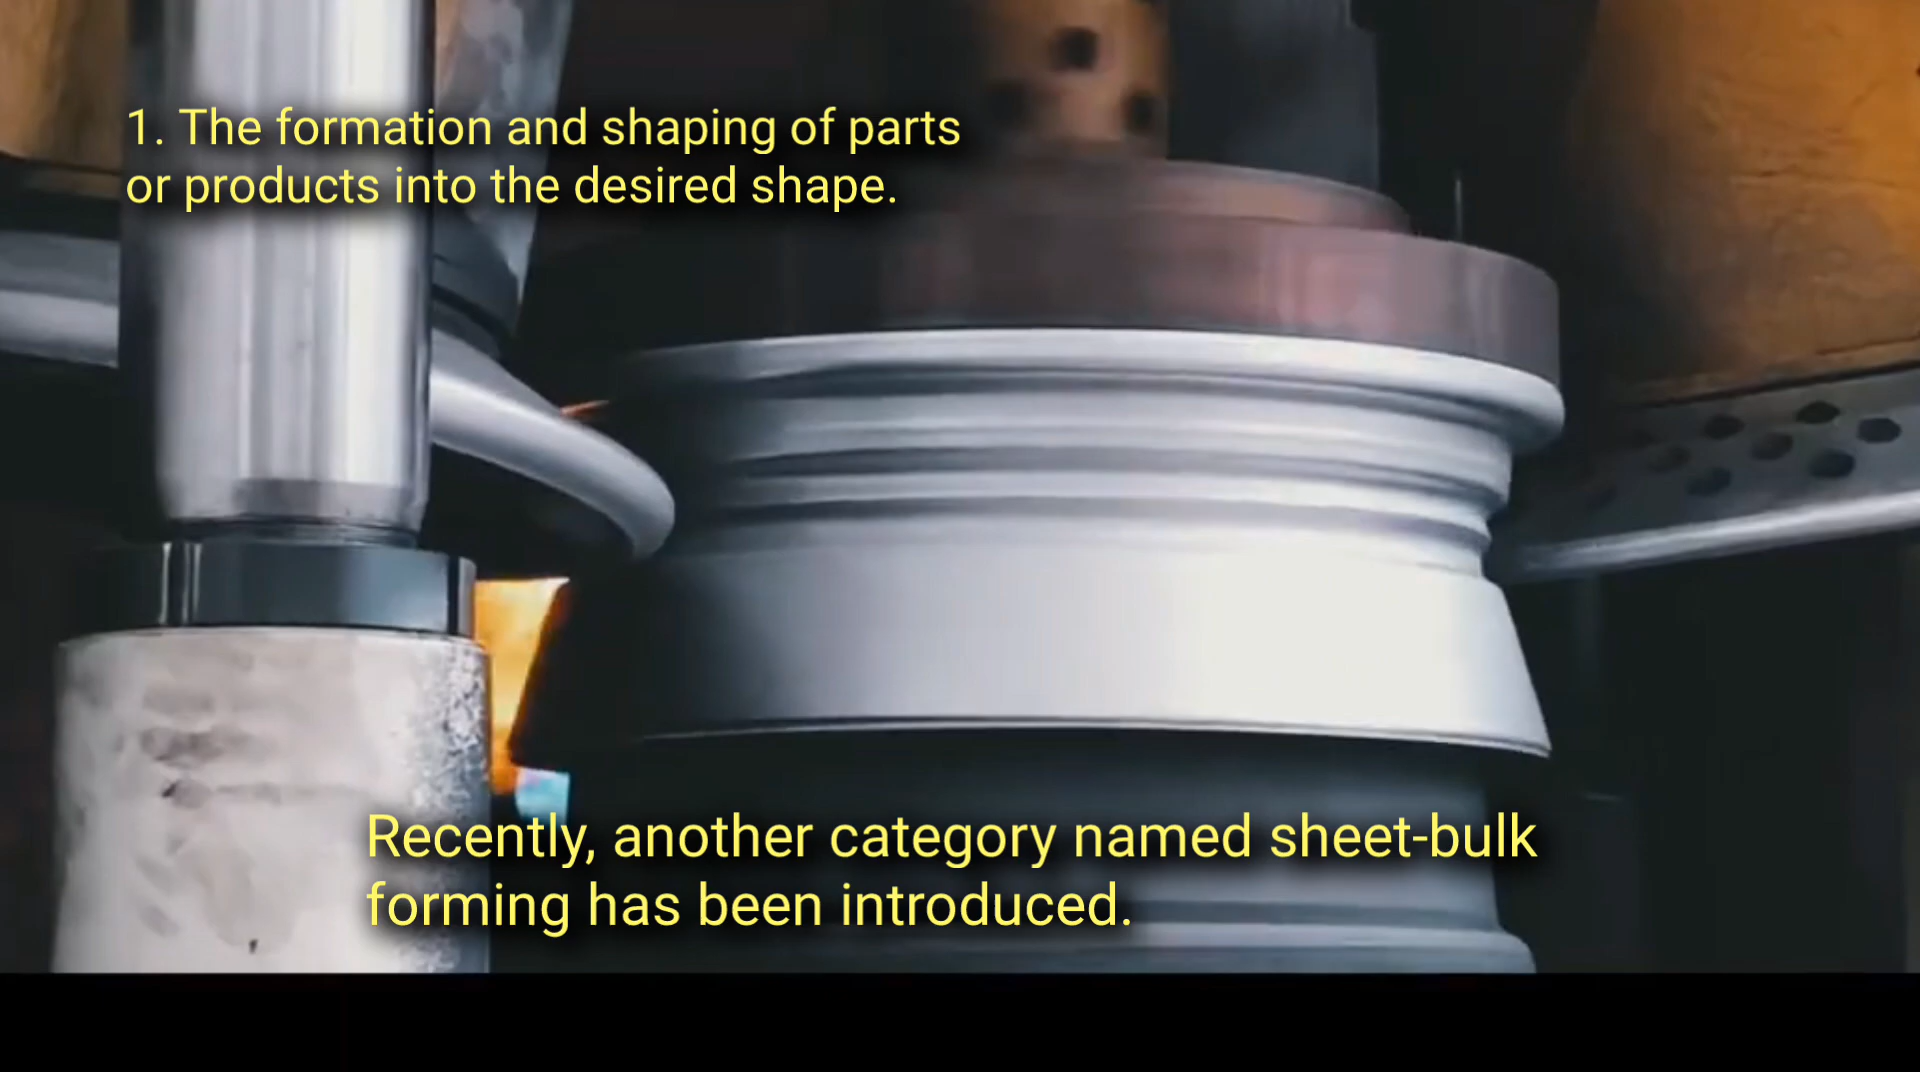 1. The formation and shaping of parts
or products into the desired shape.
Recently, another category named sheet-bulk
forming has been introduced.